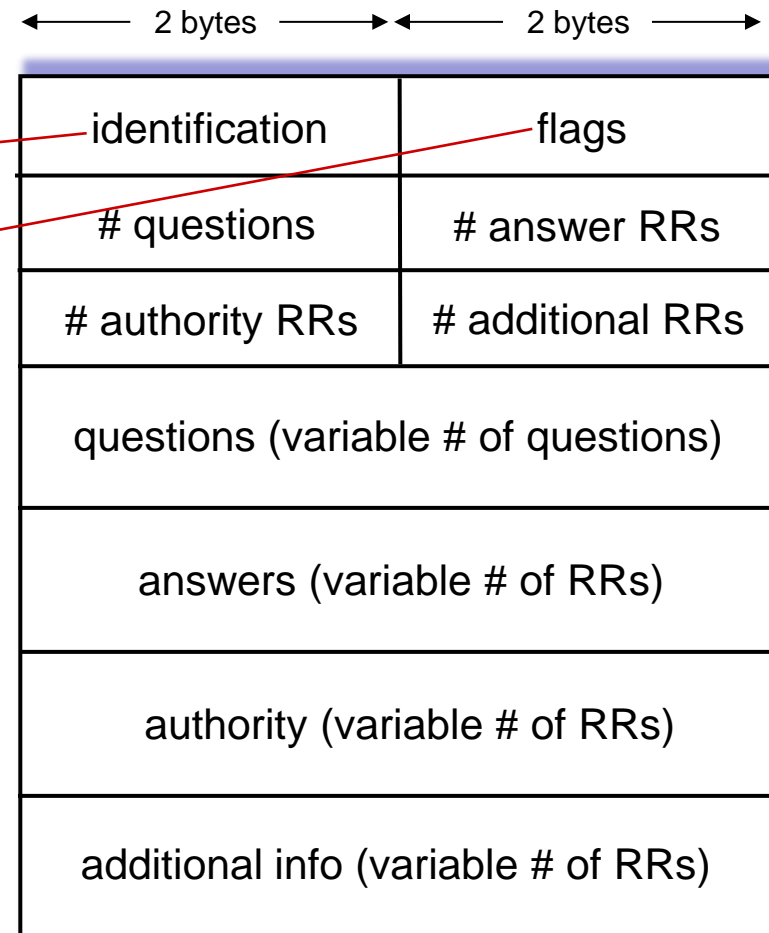 2 bytes 2 bytes
identification flags
# questions # answer RRs
# authority RRs # additional RRs
questions (variable # of questions)
answers (variable # of RRs)
authority (variable # of RRs)
additional info (variable # of RRs)